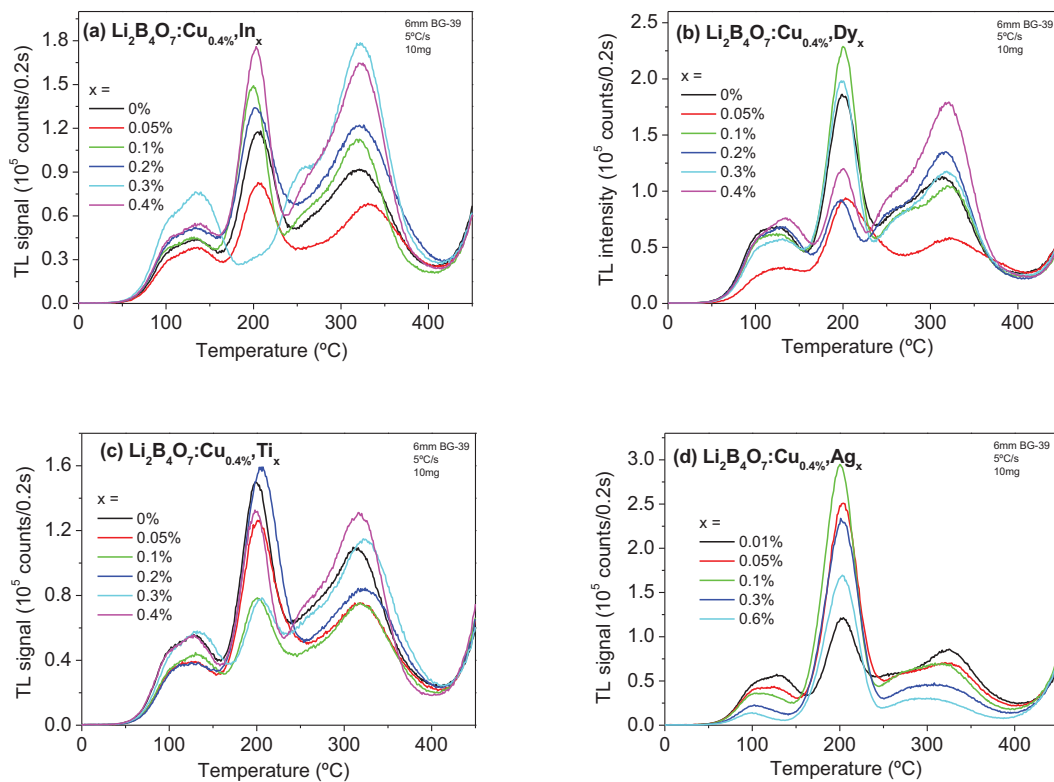 (a) Li₂B₄O₇:Cu₀.₄%,Inₓ
6mm BG-39
5ºC/s
10mg
x =
0%
0.05%
0.1%
0.2%
0.3%
0.4%
1.8
1.5
1.2
0.9
0.6
0.3
0.0
TL signal (10⁵ counts/0.2s)
0 100 200 300 400
Temperature (ºC)
(b) Li₂B₄O₇:Cu₀.₄%,Dyₓ
6mm BG-39
5ºC/s
10mg
x =
0%
0.05%
0.1%
0.2%
0.3%
0.4%
2.5
2.0
1.5
1.0
0.5
0.0
TL intensity (10⁵ counts/0.2s)
0 100 200 300 400
Temperature (ºC)
(c) Li₂B₄O₇:Cu₀.₄%,Tiₓ
6mm BG-39
5ºC/s
10mg
x =
0%
0.05%
0.1%
0.2%
0.3%
0.4%
1.6
1.2
0.8
0.4
0.0
TL signal (10⁵ counts/0.2s)
0 100 200 300 400
Temperature (ºC)
(d) Li₂B₄O₇:Cu₀.₄%,Agₓ
6mm BG-39
5ºC/s
10mg
x =
0.01%
0.05%
0.1%
0.3%
0.6%
3.0
2.5
2.0
1.5
1.0
0.5
0.0
TL signal (10⁵ counts/0.2s)
0 100 200 300 400
Temperature (ºC)